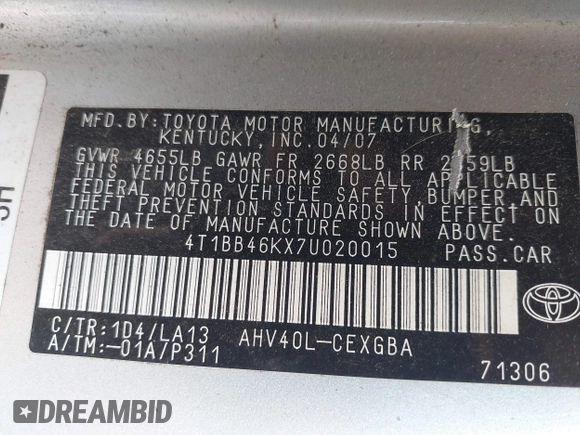 MFD.BY: TOYOTA MOTOR MANUFACTURING,
KENTUCKY, INC. 04/07
GVWR 4655LB GAWR FR 2668LB RR 2159LB
THIS VEHICLE CONFORMS TO ALL APPLICABLE
FEDERAL MOTOR VEHICLE SAFETY, BUMPER, AND
THEFT PREVENTION STANDARDS IN EFFECT ON
THE DATE OF MANUFACTURE SHOWN ABOVE.
4T1BB46KX7U020015 PASS.CAR
C/TR:1D4/LA13 AHV40L-CEXGBA
A/TM:-01A/P311
71306
DREAMBID